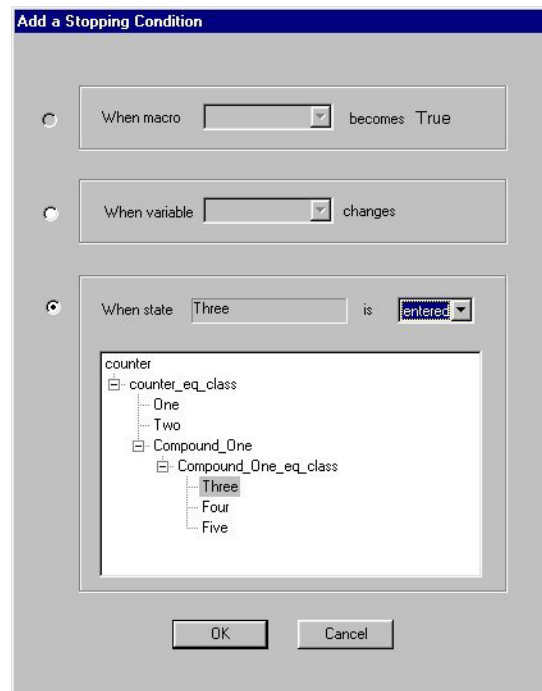 Add a Stopping Condition
When macro becomes True
When variable changes
When state Three is entered
counter
counter_eq_class
One
Two
Compound_One
Compound_One_eq_class
Three
Four
Five
OK Cancel